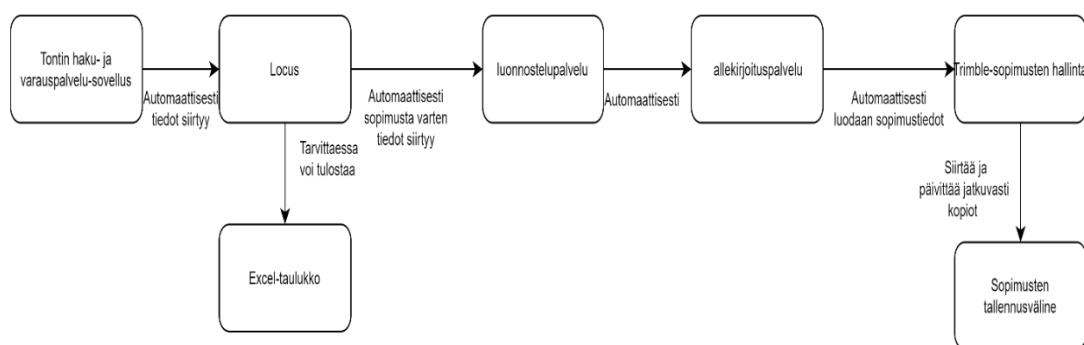 Tontin haku- ja
varauspalvelu-sovellus
Automaattisesti
tiedot siirtyy
Locus
Automaattisesti
sopimusta varten
tiedot siirtyy
luonnostelupalvelu
Automaattisesti
allekirjoituspalvelu
Automaattisesti
luodaan sopimustiedot
Trimble-sopimusten hallinta
Tarvittaessa
voi tulostaa
Siirtää ja
päivittää jatkuvasti
kopiot
Excel-taulukko
Sopimusten
tallennusväline